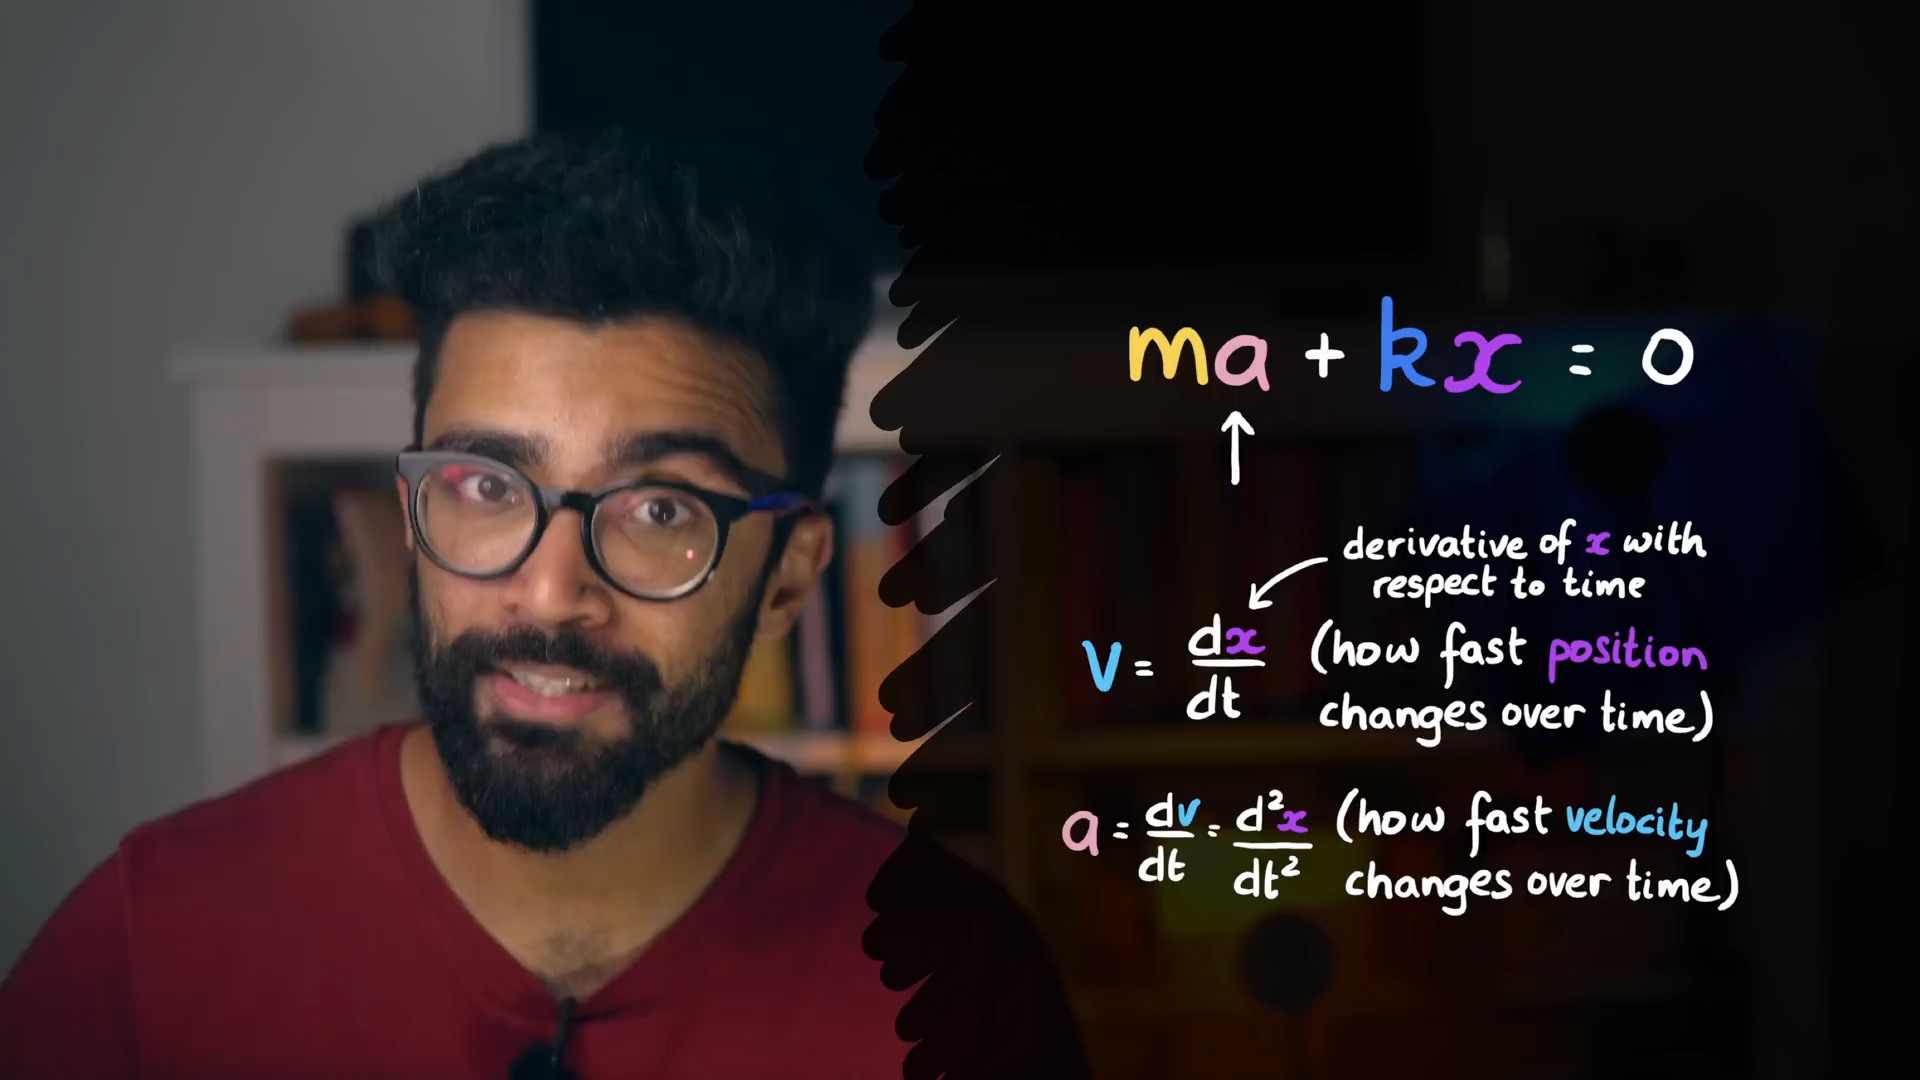 ma + kx = 0
↑
derivative of x with
respect to time
v = dx/dt (how fast position
changes over time)
a = dv/dt = d²x/dt² (how fast velocity
changes over time)